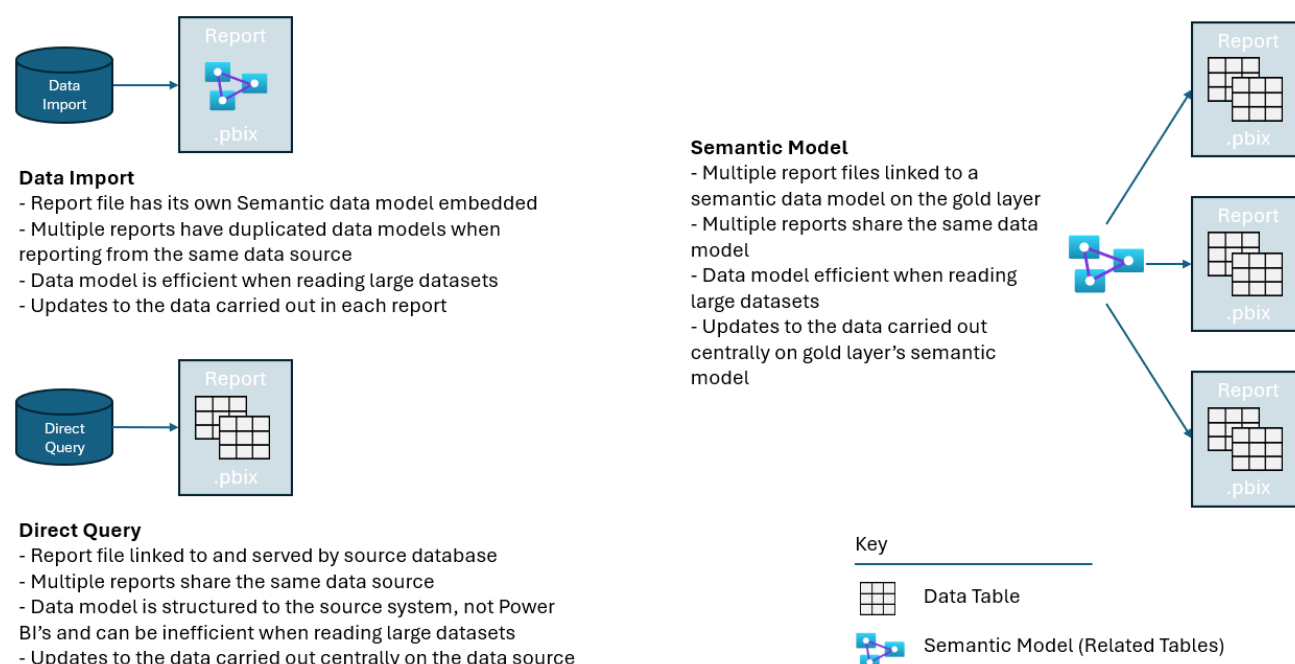 Report
Data
Import
.pbix
Data Import
- Report file has its own Semantic data model embedded
- Multiple reports have duplicated data models when
reporting from the same data source
- Data model is efficient when reading large datasets
- Updates to the data carried out in each report
Report
Direct
Query
.pbix
Direct Query
- Report file linked to and served by source database
- Multiple reports share the same data source
- Data model is structured to the source system, not Power
BI's and can be inefficient when reading large datasets
- Updates to the data carried out centrally on the data source
Semantic Model
- Multiple report files linked to a
semantic data model on the gold layer
- Multiple reports share the same data
model
- Data model efficient when reading
large datasets
- Updates to the data carried out
centrally on gold layer's semantic
model
Report
.pbix
Report
.pbix
Report
.pbix
Key
Data Table
Semantic Model (Related Tables)